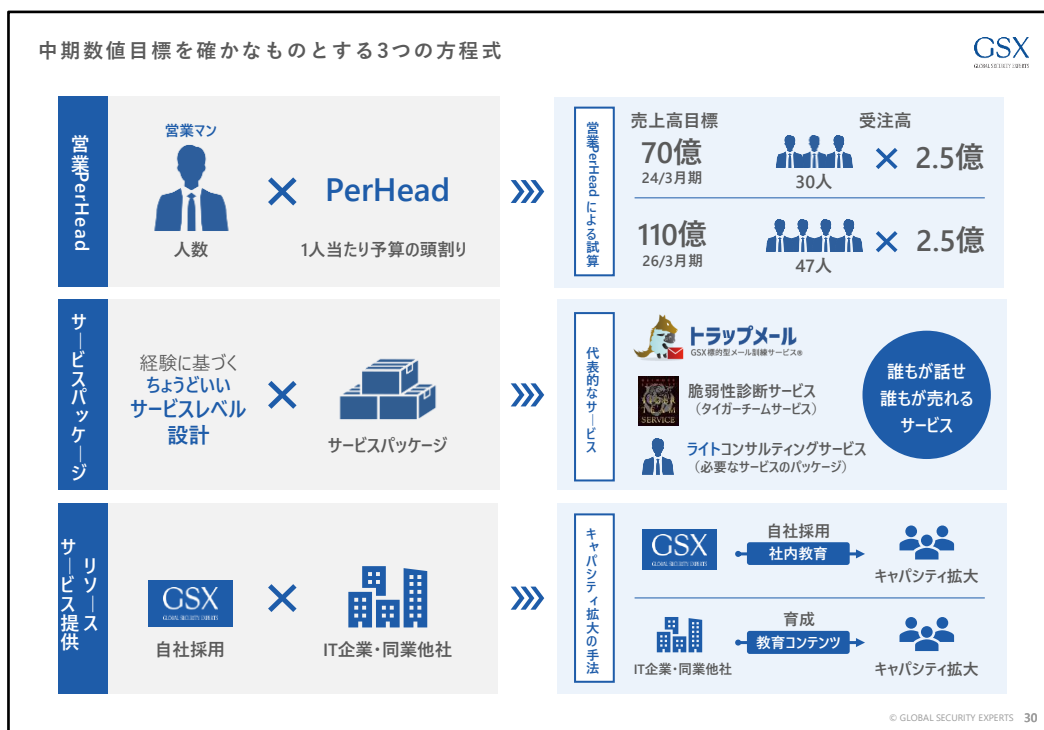 中期数値目標を確かなものとする3つの方程式
GSX
GLOBAL SECURITY EXPERTS
営業PerHead
営業マン
人数
×
PerHead
1人当たり予算の頭割り
営業PerHeadによる試算
売上高目標
受注高
70億
24/3月期
30人
×
2.5億
110億
26/3月期
47人
×
2.5億
サービスパッケージ
経験に基づく
ちょうどいい
サービスレベル
設計
×
サービスパッケージ
代表的なサービス
トラップメール
GSX標的型メール訓練サービス®
SERVICE
脆弱性診断サービス
（タイガーチームサービス）
ライトコンサルティングサービス
（必要なサービスのパッケージ）
誰もが話せ
誰もが売れる
サービス
リソース
サービス提供
GSX
GLOBAL SECURITY EXPERTS
自社採用
×
IT企業・同業他社
キャパシティ拡大の手法
GSX
GLOBAL SECURITY EXPERTS
自社採用
社内教育
キャパシティ拡大
IT企業・同業他社
育成
教育コンテンツ
キャパシティ拡大
© GLOBAL SECURITY EXPERTS 30